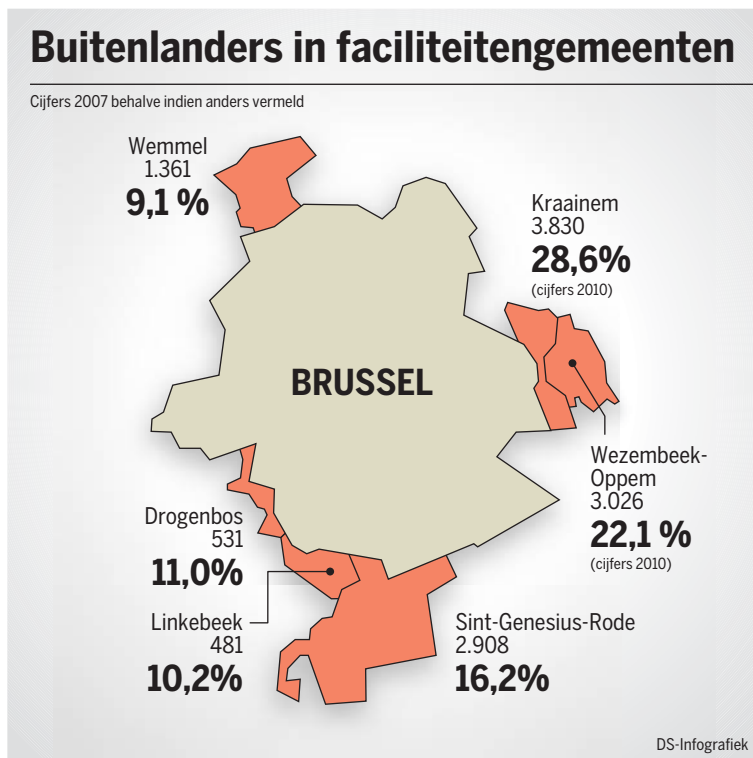 Buitenlanders in faciliteitengemeenten
Cijfers 2007 behalve indien anders vermeld
Wemmel
1.361
9,1 %
Kraainem
3.830
28,6%
(cijfers 2010)
BRUSSEL
Wezembeek-
Oppem
3.026
22,1 %
(cijfers 2010)
Drogenbos
531
11,0%
Linkebeek
481
10,2%
Sint-Genesius-Rode
2.908
16,2%
DS-Infografiek